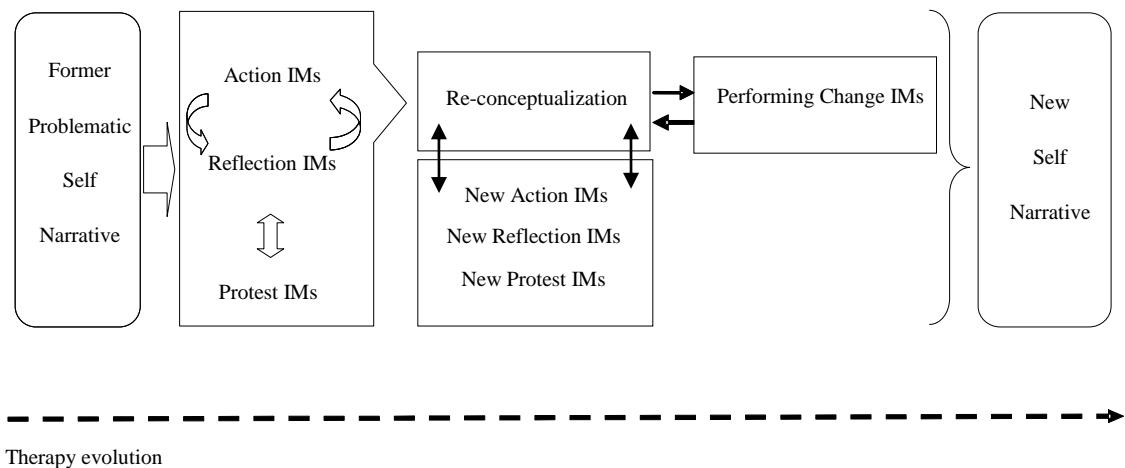 Former
Problematic
Self
Narrative
Action IMs
Reflection IMs
Protest IMs
Re-conceptualization
New Action IMs
New Reflection IMs
New Protest IMs
Performing Change IMs
New
Self
Narrative
Therapy evolution